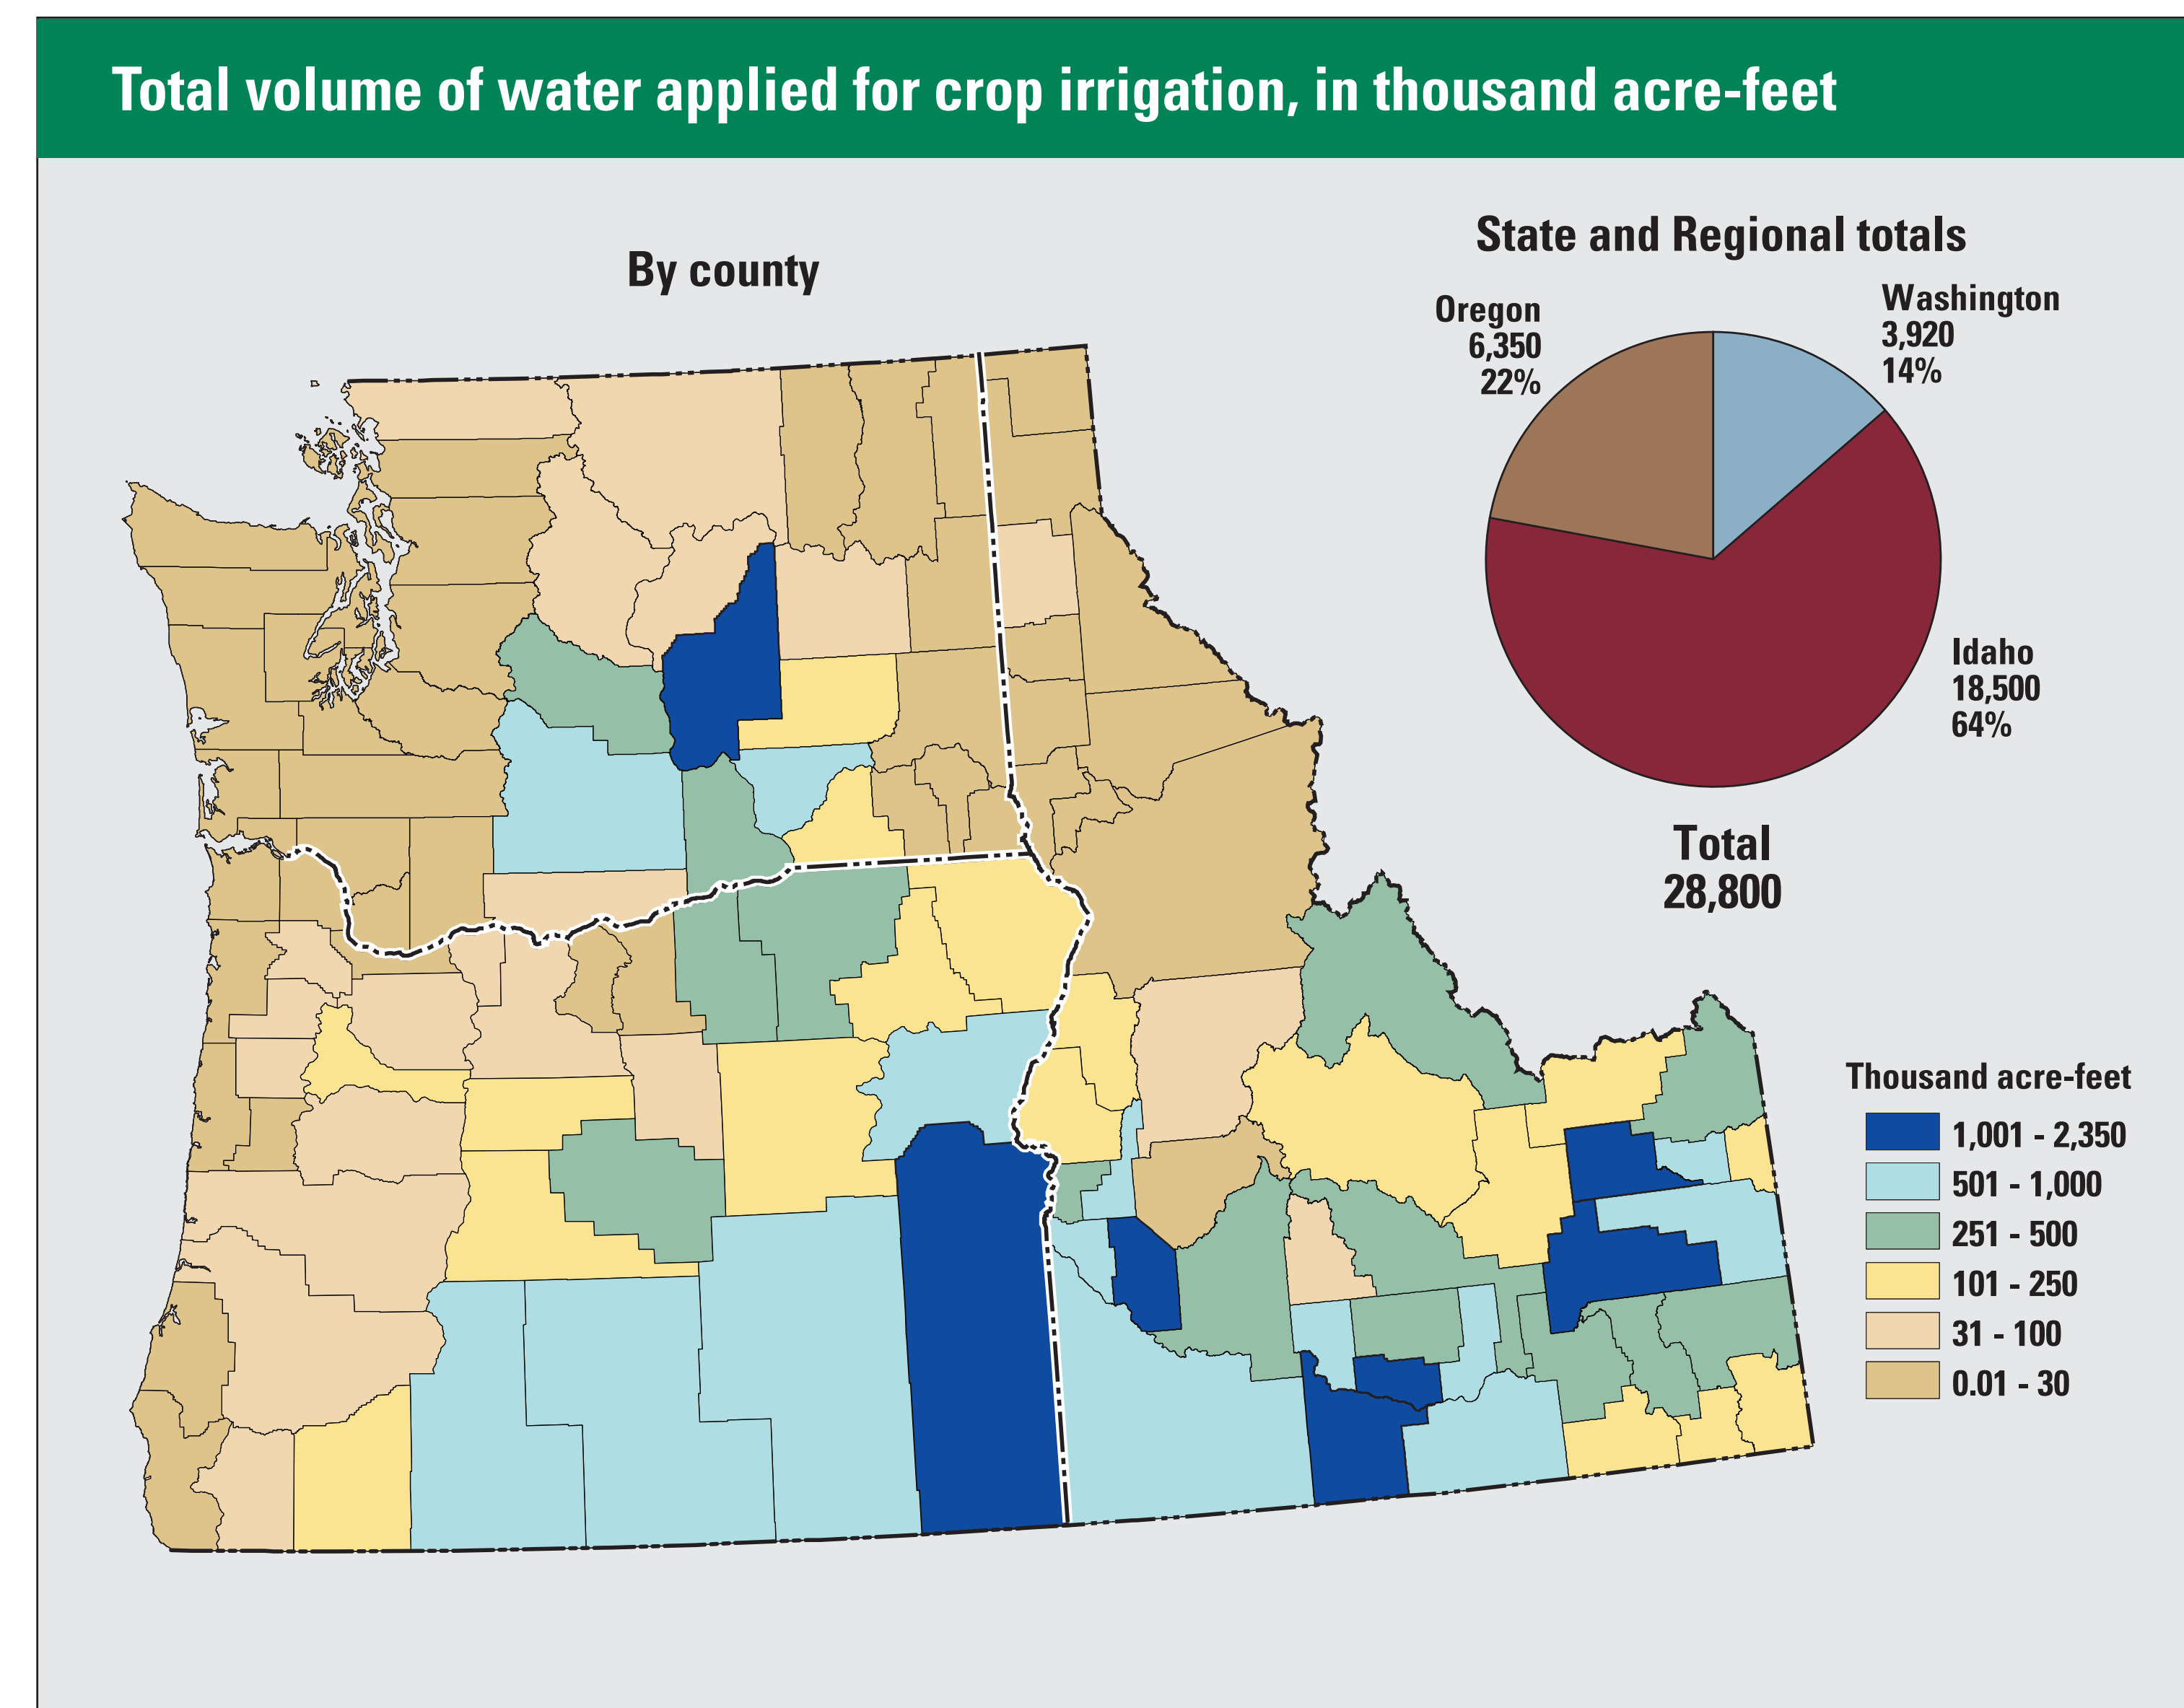 Total volume of water applied for crop irrigation, in thousand acre-feet
By county
State and Regional totals
Oregon
6,350
22%
Washington
3,920
14%
Idaho
18,500
64%
Total
28,800
Thousand acre-feet
1,001 - 2,350
501 - 1,000
251 - 500
101 - 250
31 - 100
0.01 - 30